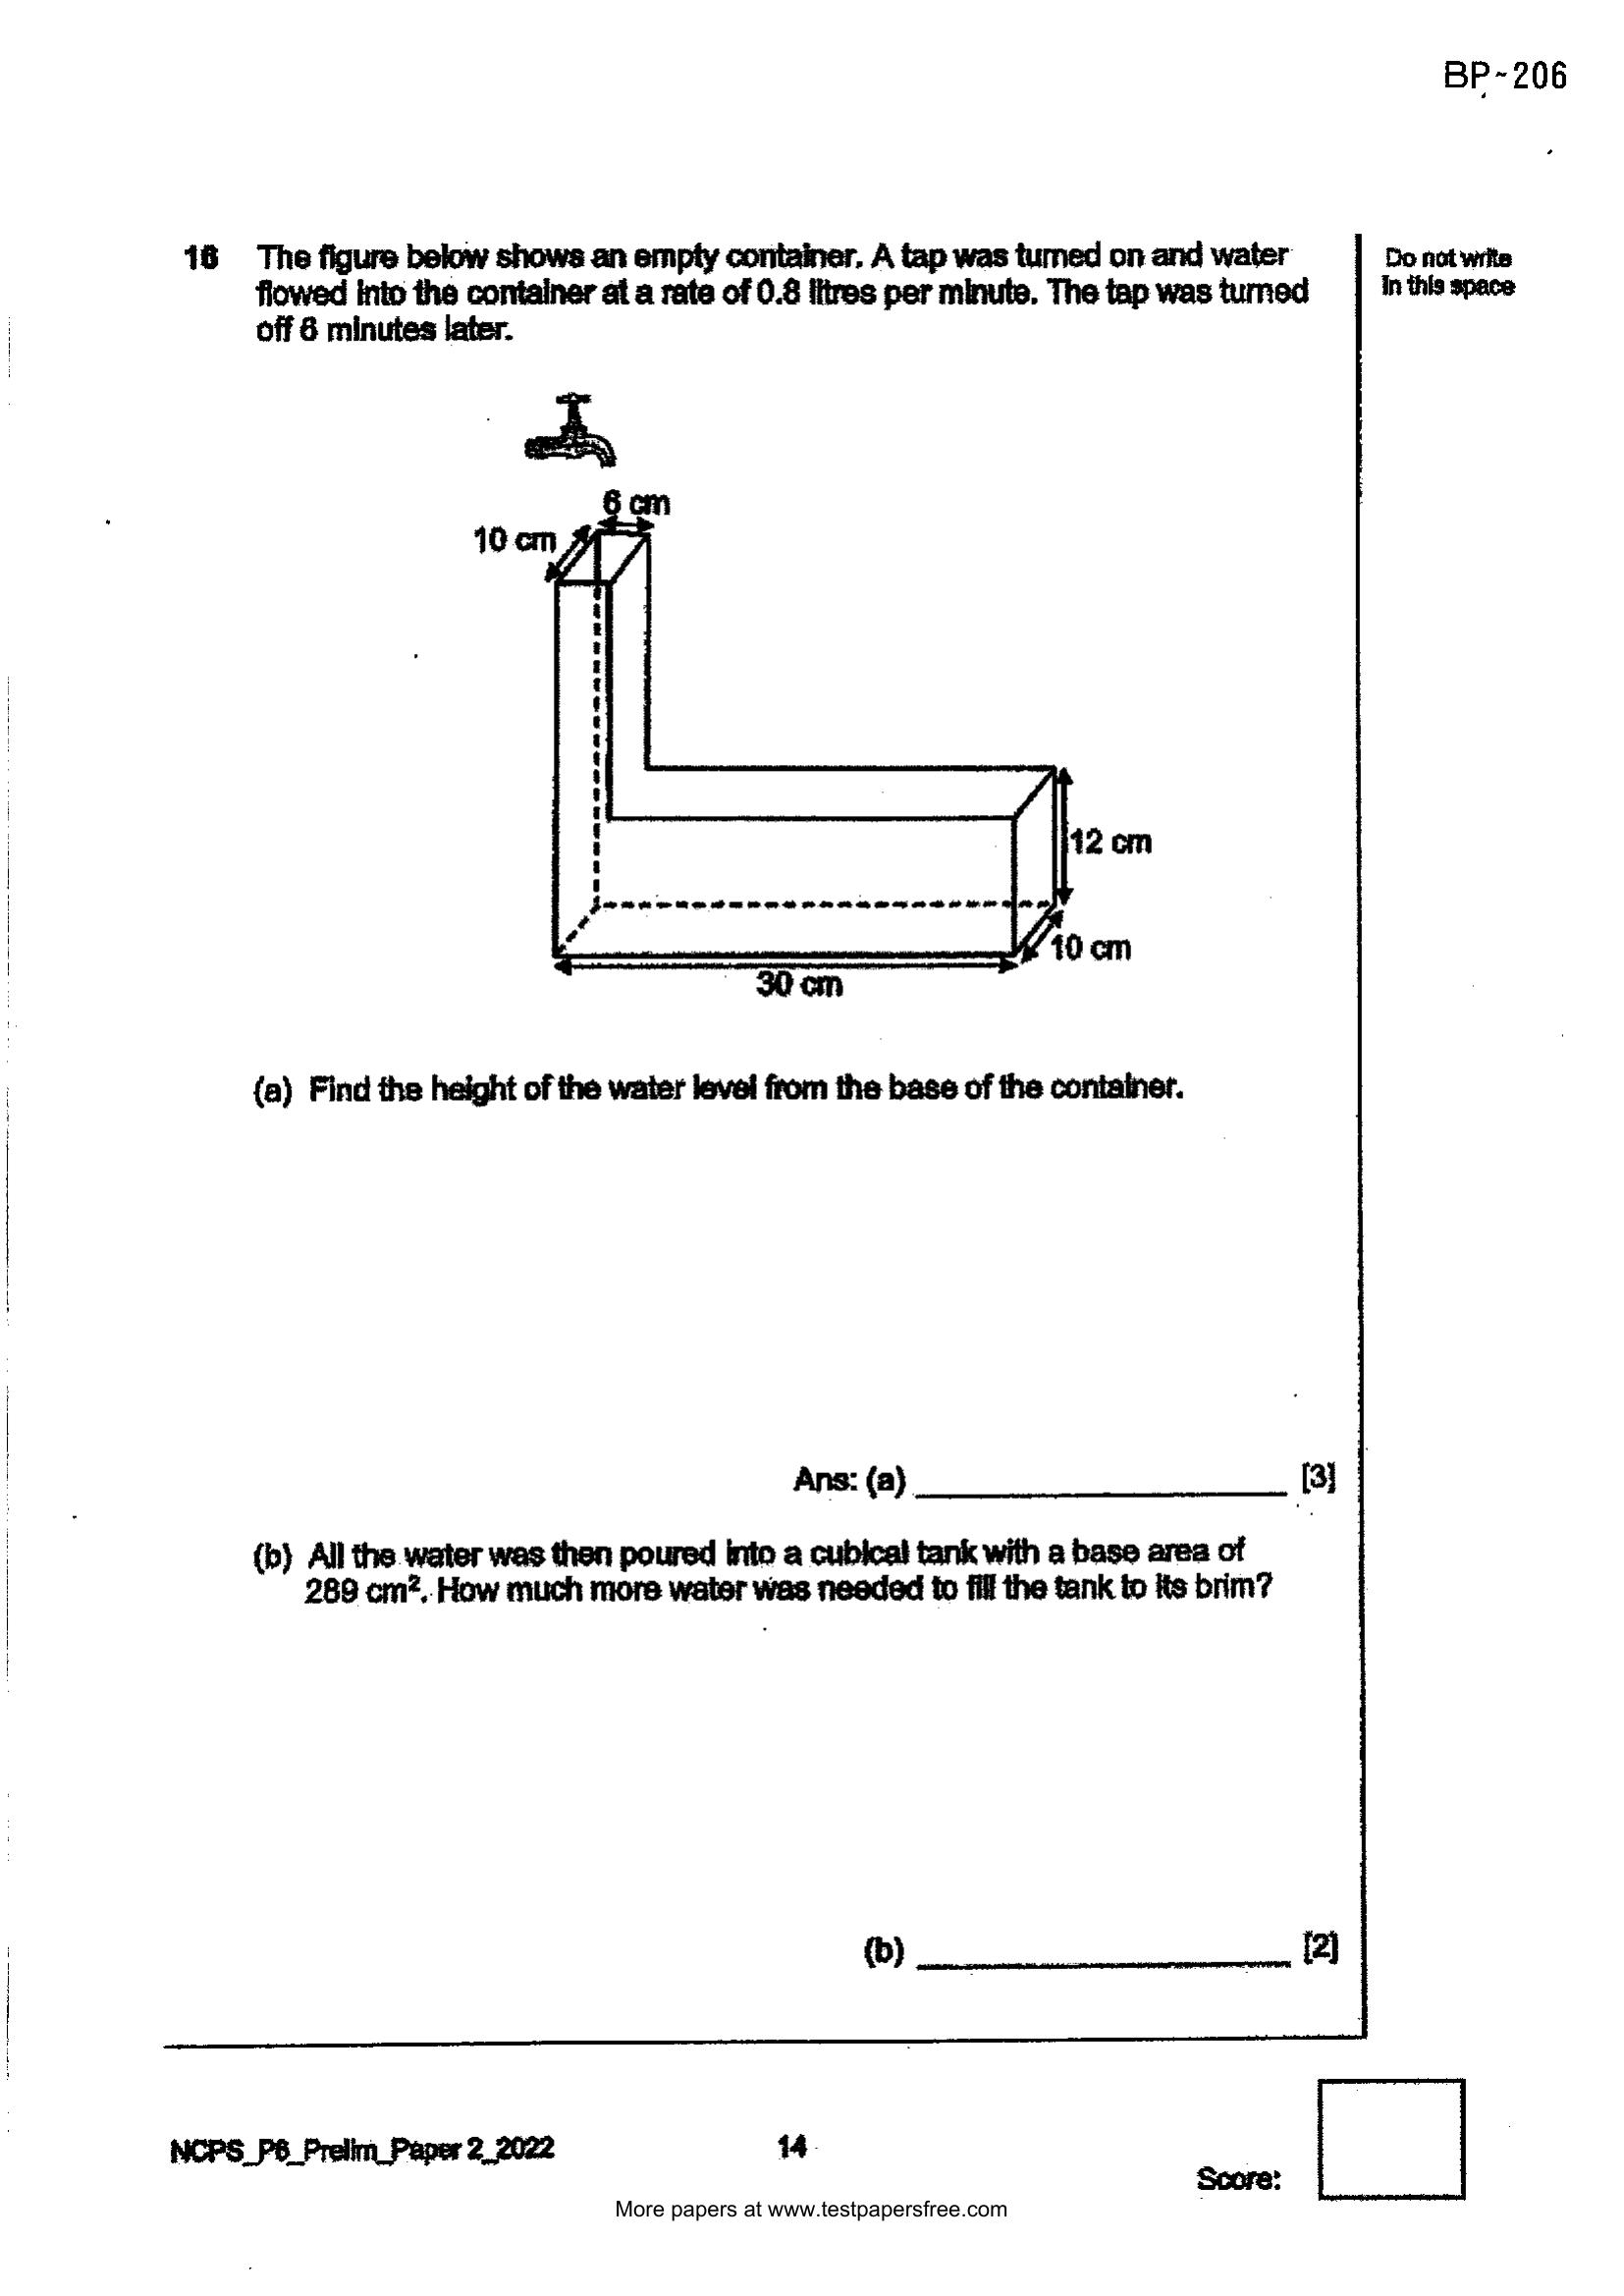 BP-206
16 The figure below shows an empty container. A tap was turned on and water
flowed into the container at a rate of 0.8 litres per minute. The tap was turned
off 6 minutes later.
Do not write
in this space
6 cm
10 cm
12 cm
10 cm
30 cm
(a) Find the height of the water level from the base of the container.
Ans: (a) ____________________ [3]
(b) All the water was then poured into a cubical tank with a base area of
289 cm². How much more water was needed to fill the tank to its brim?
(b) ____________________ [2]
NCPS_P6_Prelim_Paper 2_2022
14
Score:
More papers at www.testpapersfree.com